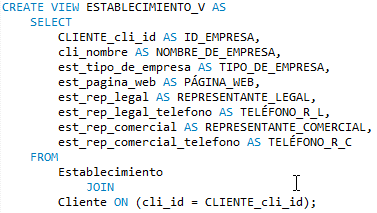 CREATE VIEW ESTABLECIMIENTO_V AS
SELECT
CLIENTE_cli_id AS ID_EMPRESA,
cli_nombre AS NOMBRE_DE_EMPRESA,
est_tipo_de_empresa AS TIPO_DE_EMPRESA,
est_pagina_web AS PÁGINA_WEB,
est_rep_legal AS REPRESENTANTE_LEGAL,
est_rep_legal_telefono AS TELÉFONO_R_L,
est_rep_comercial AS REPRESENTANTE_COMERCIAL,
est_rep_comercial_telefono AS TELÉFONO_R_C
FROM
Establecimiento
JOIN
Cliente ON (cli_id = CLIENTE_cli_id);